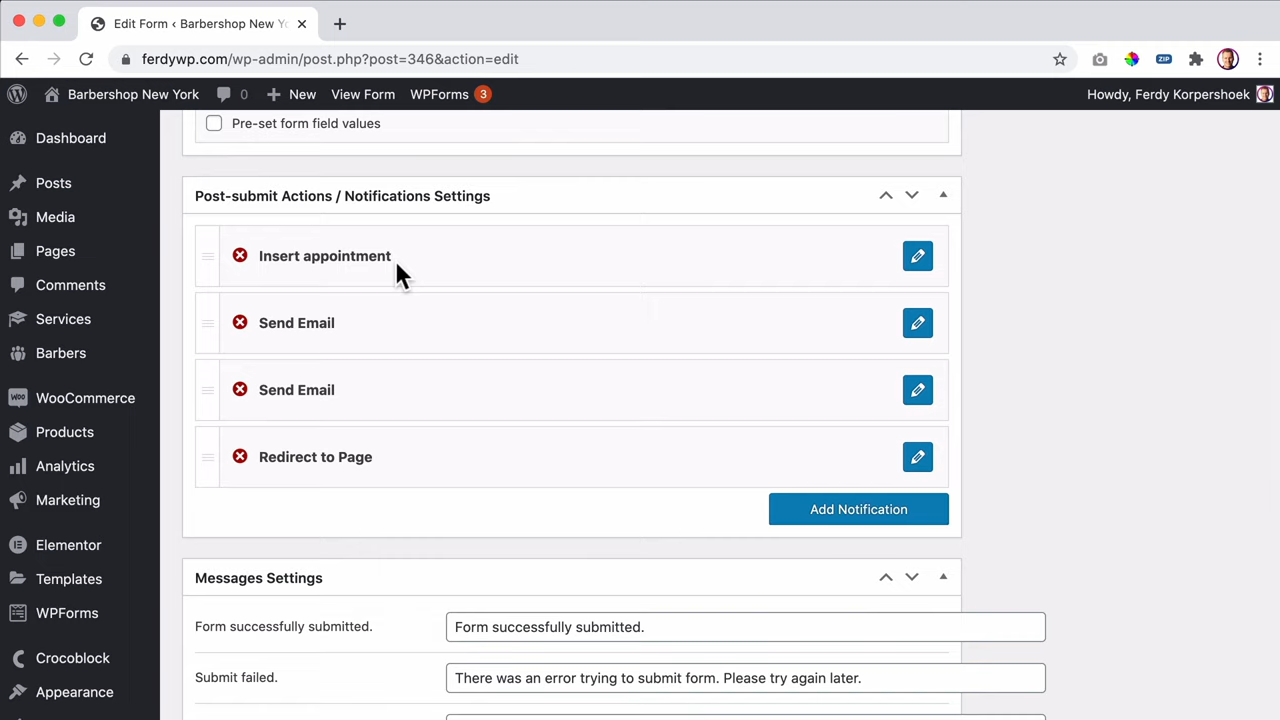 Edit Form ‹ Barbershop New Yo
ferdywp.com/wp-admin/post.php?post=346&action=edit
ZIP
Barbershop New York 0 New View Form WPForms 3 Howdy, Ferdy Korpershoek
Dashboard
Posts
Media
Pages
Comments
Services
Barbers
WooCommerce
Products
Analytics
Marketing
Elementor
Templates
WPForms
Crocoblock
Appearance
Pre-set form field values
Post-submit Actions / Notifications Settings
Insert appointment
Send Email
Send Email
Redirect to Page
Add Notification
Messages Settings
Form successfully submitted. Form successfully submitted.
Submit failed. There was an error trying to submit form. Please try again later.